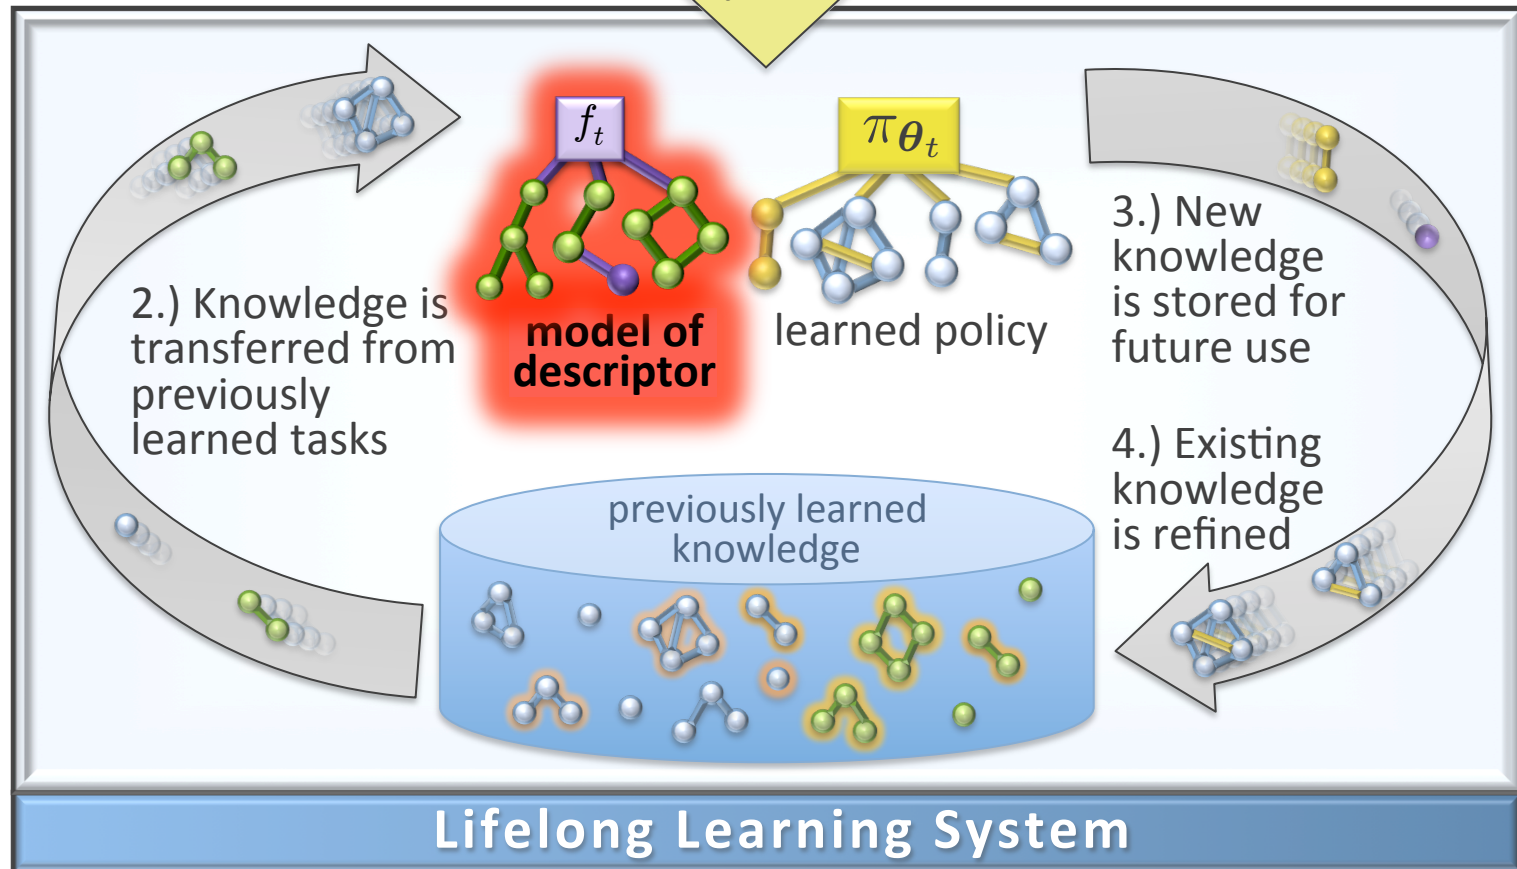 f_t
π_θ_t
2.) Knowledge is
transferred from
previously
learned tasks
model of
descriptor
learned policy
3.) New
knowledge
is stored for
future use
4.) Existing
knowledge
is refined
previously learned
knowledge
Lifelong Learning System